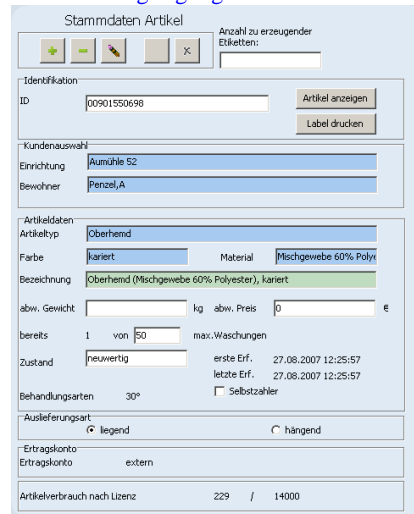 Stammdaten Artikel
Anzahl zu erzeugender
Etiketten:
x
Identifikation
ID 00901550698 Artikel anzeigen
Label drucken
Kundenauswahl
Einrichtung Aumühle 52
Bewohner Penzel,A
Artikeldaten
Artikeltyp Oberhemd
Farbe kariert Material Mischgewebe 60% Polye
Bezeichnung Oberhemd (Mischgewebe 60% Polyester), kariert
abw. Gewicht kg abw. Preis 0 €
bereits 1 von 50 max.Waschungen
Zustand neuwertig erste Erf. 27.08.2007 12:25:57
letzte Erf. 27.08.2007 12:25:57
Behandlungsarten 30° Selbstzahler
Auslieferungsart
liegend hängend
Ertragskonto
Ertragskonto extern
Artikelverbrauch nach Lizenz 229 / 14000